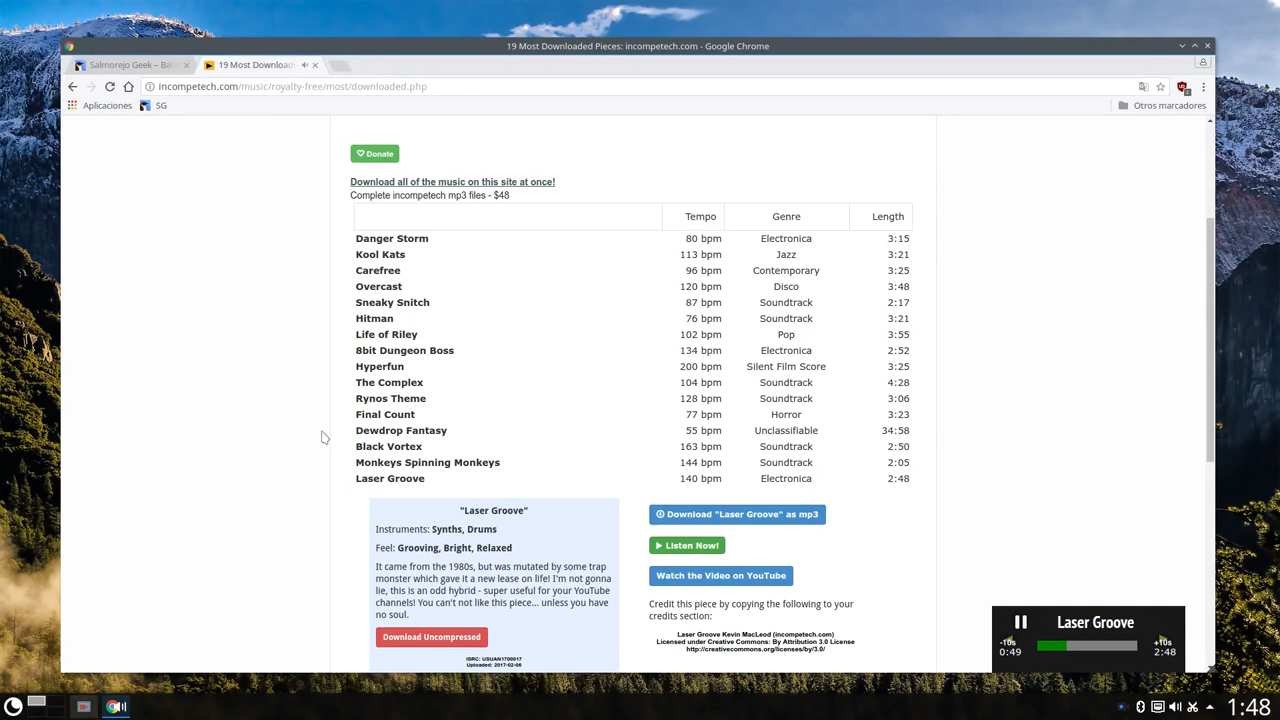 19 Most Downloaded Pieces: incompetech.com - Google Chrome
Salmorejo Geek – Ba
19 Most Downloade
incompetech.com/music/royalty-free/most/downloaded.php
Aplicaciones SG Otros marcadores
Donate
Download all of the music on this site at once!
Complete incompetech mp3 files - $48
Tempo Genre Length
Danger Storm 80 bpm Electronica 3:15
Kool Kats 113 bpm Jazz 3:21
Carefree 96 bpm Contemporary 3:25
Overcast 120 bpm Disco 3:48
Sneaky Snitch 87 bpm Soundtrack 2:17
Hitman 76 bpm Soundtrack 3:21
Life of Riley 102 bpm Pop 3:55
8bit Dungeon Boss 134 bpm Electronica 2:52
Hyperfun 200 bpm Silent Film Score 3:25
The Complex 104 bpm Soundtrack 4:28
Rynos Theme 128 bpm Soundtrack 3:06
Final Count 77 bpm Horror 3:23
Dewdrop Fantasy 55 bpm Unclassifiable 34:58
Black Vortex 163 bpm Soundtrack 2:50
Monkeys Spinning Monkeys 144 bpm Soundtrack 2:05
Laser Groove 140 bpm Electronica 2:48
"Laser Groove"
Instruments: Synths, Drums
Feel: Grooving, Bright, Relaxed
It came from the 1980s, but was mutated by some trap
monster which gave it a new lease on life! I'm not gonna
lie, this is an odd hybrid - super useful for your YouTube
channels! You can't not like this piece... unless you have
no soul.
Download Uncompressed
ISRC: USUAN1700017
Uploaded: 2017-02-06
Download "Laser Groove" as mp3
Listen Now!
Watch the Video on YouTube
Credit this piece by copying the following to your
credits section:
Laser Groove Kevin MacLeod (incompetech.com)
Licensed under Creative Commons: By Attribution 3.0 License
http://creativecommons.org/licenses/by/3.0/
Laser Groove
-10s +10s
0:49 2:48
1:48